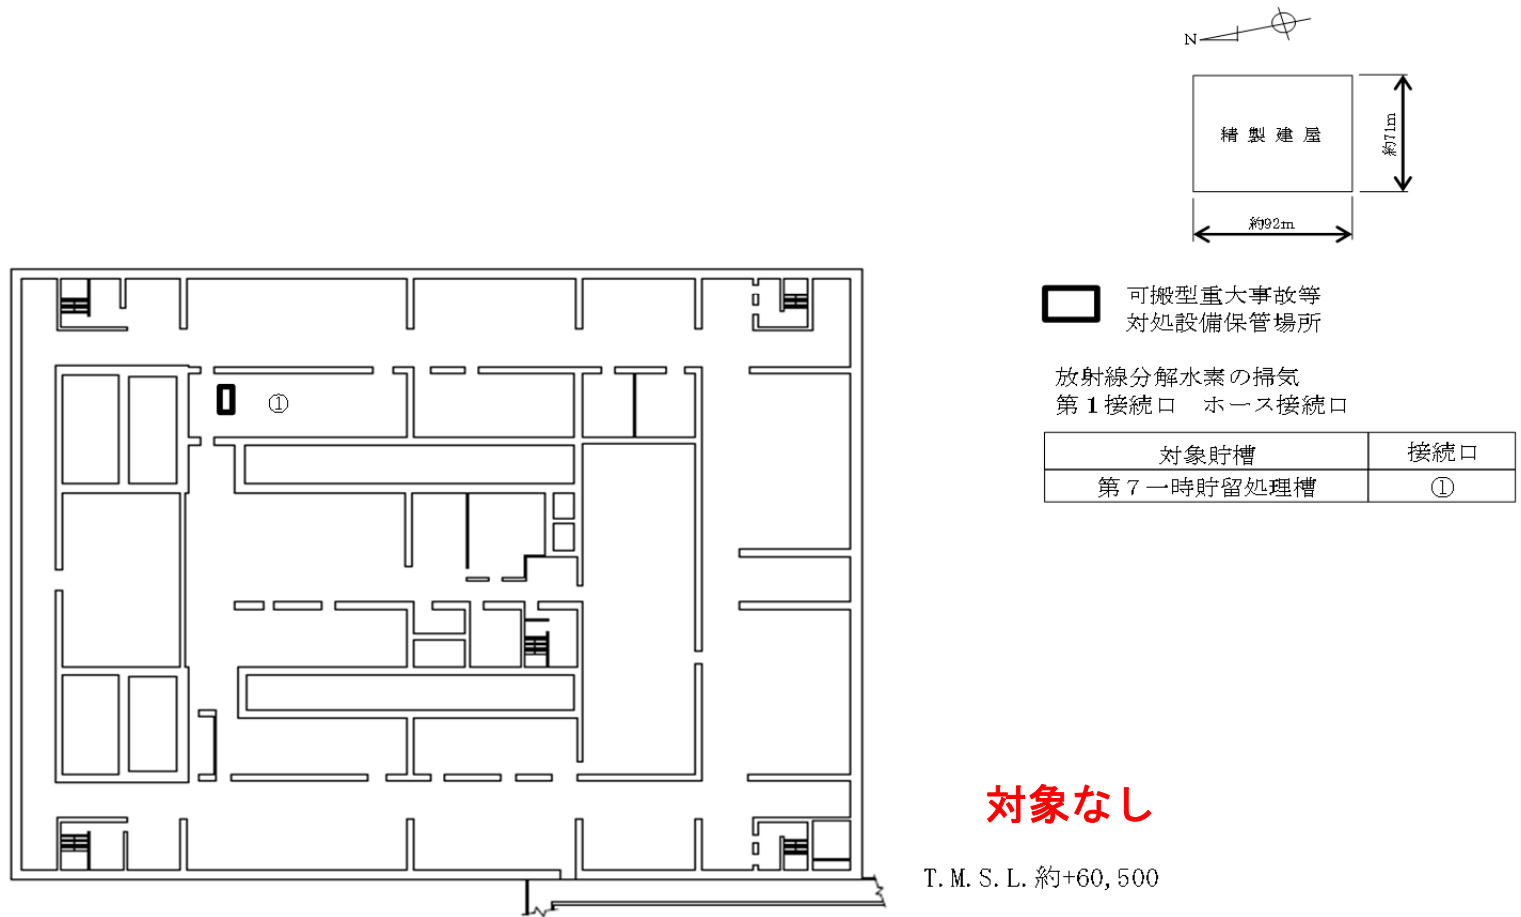 N
精製建屋
約71m
約92m
可搬型重大事故等
対処設備保管場所
放射線分解水素の掃気
第1接続口　ホース接続口
対象貯槽 接続口
第７一時貯留処理槽 ①
①
対象なし
T.M.S.L.約+60,500